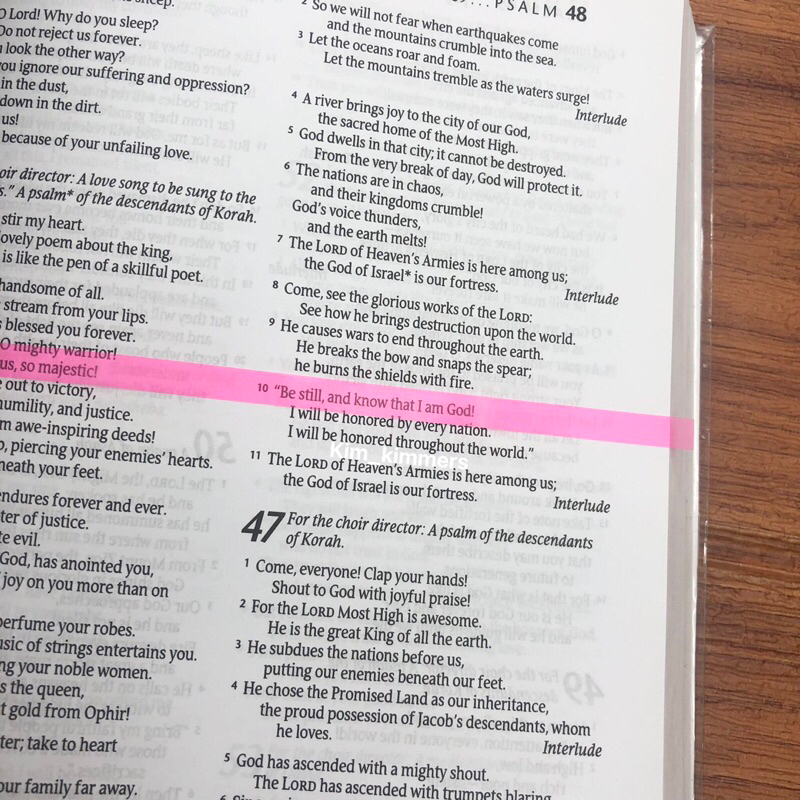 O Lord! Why do you sleep?
Do not reject us forever.
look the other way?
you ignore our suffering and oppression?
in the dust,
down in the dirt.
us!
because of your unfailing love.
choir director: A love song to be sung to the
A psalm* of the descendants of Korah.
stir my heart.
lovely poem about the king,
is like the pen of a skillful poet.
handsome of all.
stream from your lips.
blessed you forever.
O mighty warrior!
us, so majestic!
out to victory,
humility, and justice.
awe-inspiring deeds!
piercing your enemies' hearts.
neath your feet.
endures forever and ever.
ter of justice.
evil.
God, has anointed you,
joy on you more than on
perfume your robes.
music of strings entertains you.
ng your noble women.
s the queen,
t gold from Ophir!
ter; take to heart
our family far away.
PSALM 48
2 So we will not fear when earthquakes come
and the mountains crumble into the sea.
3 Let the oceans roar and foam.
Let the mountains tremble as the waters surge!
Interlude
4 A river brings joy to the city of our God,
the sacred home of the Most High.
5 God dwells in that city; it cannot be destroyed.
From the very break of day, God will protect it.
6 The nations are in chaos,
and their kingdoms crumble!
God's voice thunders,
and the earth melts!
7 The LORD of Heaven's Armies is here among us;
the God of Israel* is our fortress.
Interlude
8 Come, see the glorious works of the LORD:
See how he brings destruction upon the world.
9 He causes wars to end throughout the earth.
He breaks the bow and snaps the spear;
he burns the shields with fire.
10 "Be still, and know that I am God!
I will be honored by every nation.
I will be honored throughout the world."
Kim_kimmers
11 The LORD of Heaven's Armies is here among us;
the God of Israel is our fortress.
Interlude
47 For the choir director: A psalm of the descendants
of Korah.
1 Come, everyone! Clap your hands!
Shout to God with joyful praise!
2 For the LORD Most High is awesome.
He is the great King of all the earth.
3 He subdues the nations before us,
putting our enemies beneath our feet.
4 He chose the Promised Land as our inheritance,
the proud possession of Jacob's descendants, whom
he loves.
Interlude
5 God has ascended with a mighty shout.
The LORD has ascended with trumpets blaring.